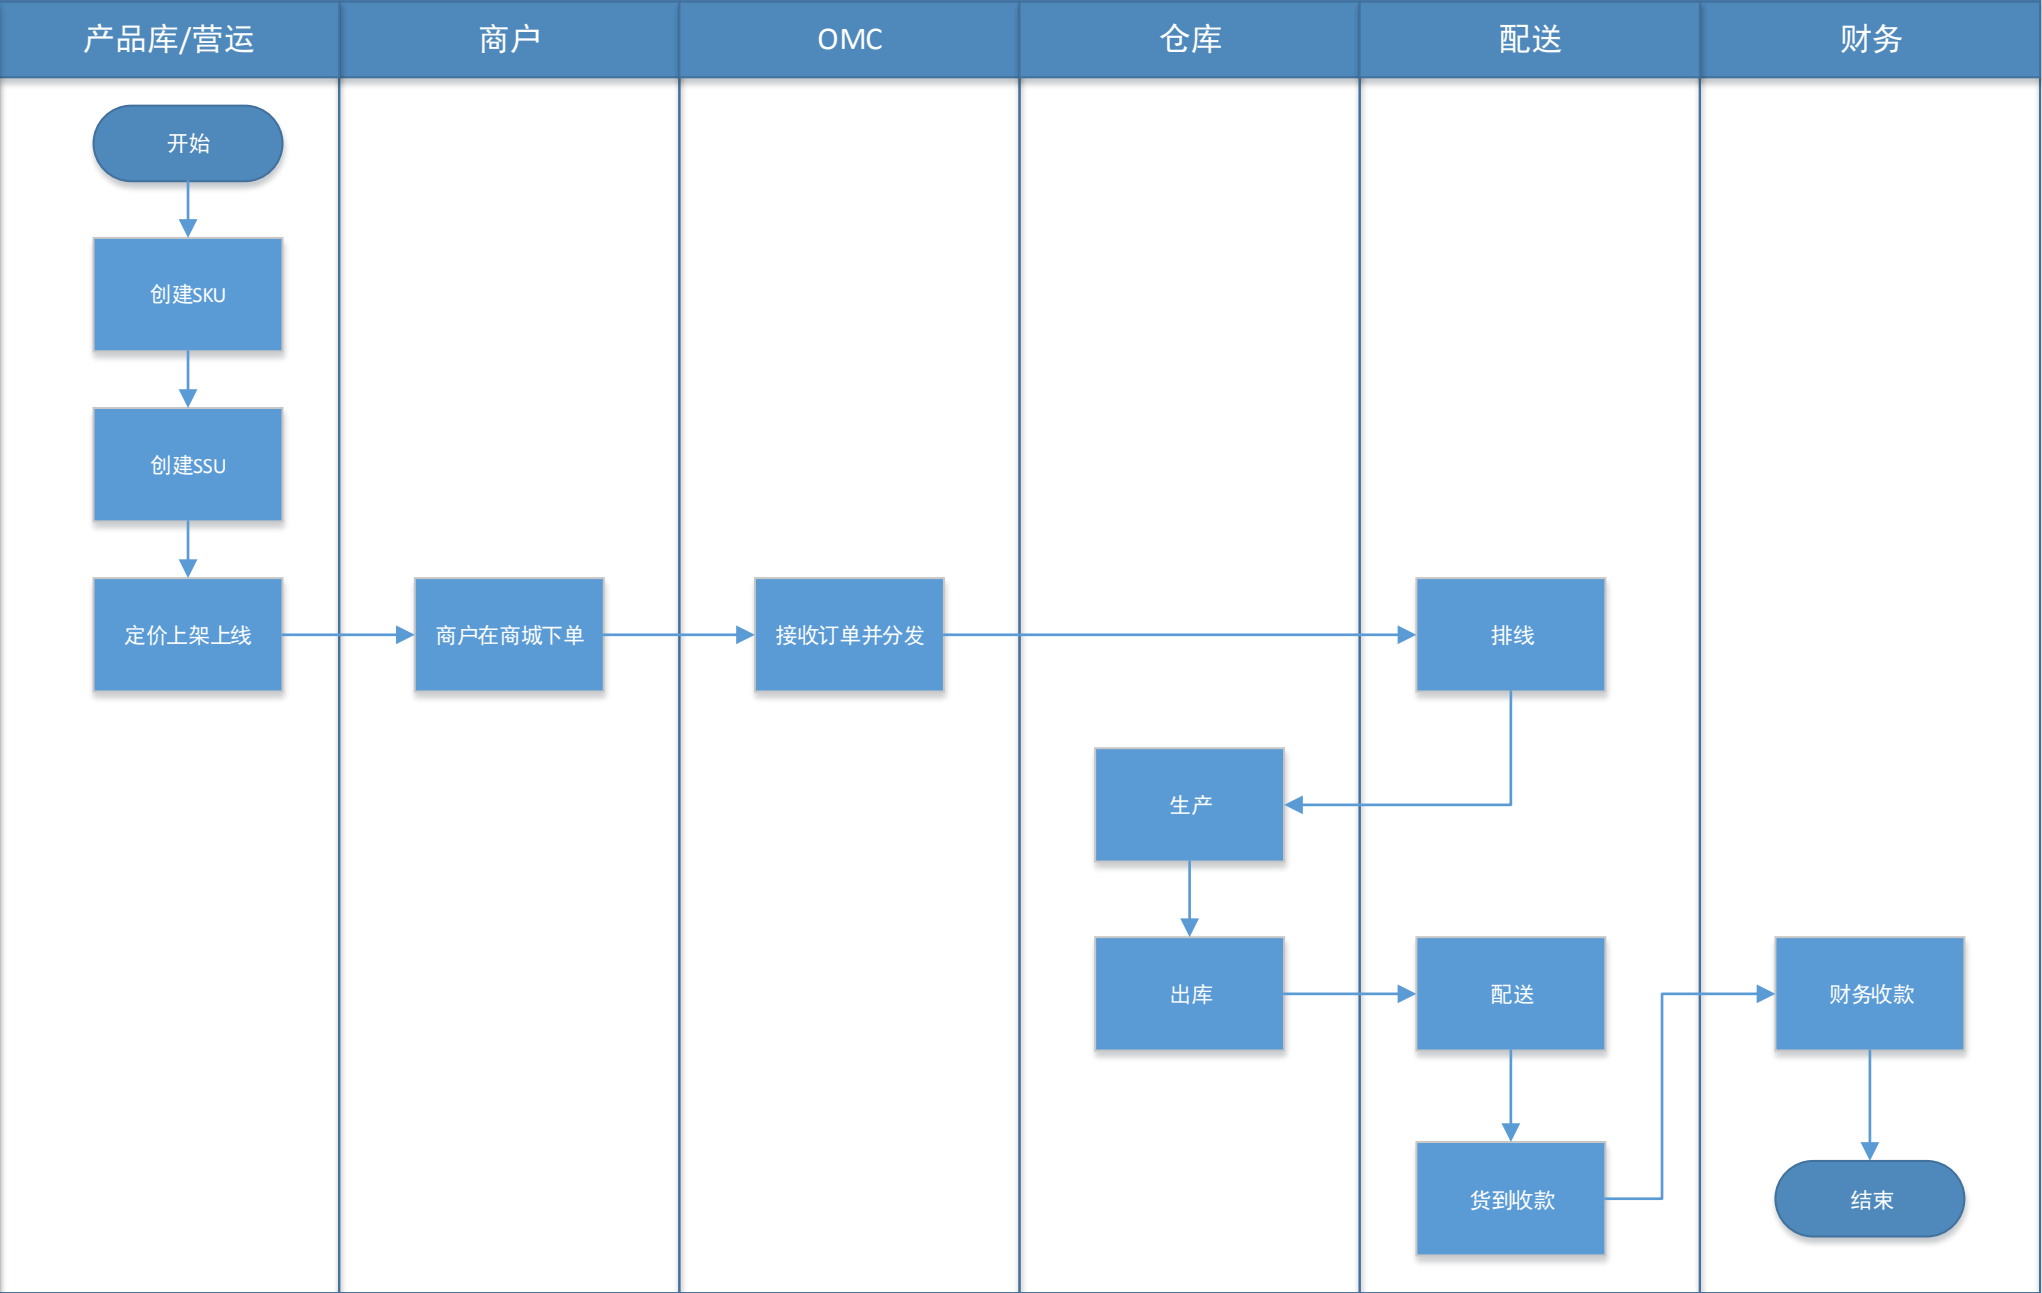 产品库/营运
商户
OMC
仓库
配送
财务
开始
创建SKU
创建SSU
定价上架上线
商户在商城下单
接收订单并分发
排线
生产
出库
配送
财务收款
货到收款
结束